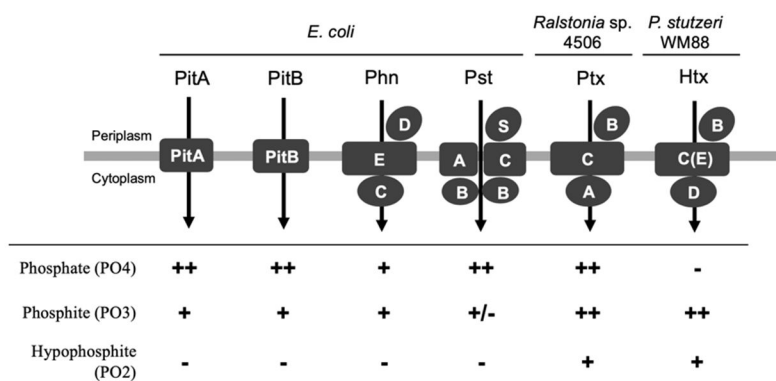 E. coli Ralstonia sp. P. stutzeri
4506 WM88
PitA PitB Phn Pst Ptx Htx
D S B B
Periplasm
PitA PitB E A C C C(E)
Cytoplasm
C B B A D
Phosphate (PO4) ++ ++ + ++ ++ -
Phosphite (PO3) + + + +/- ++ ++
Hypophosphite
(PO2) - - - - + +